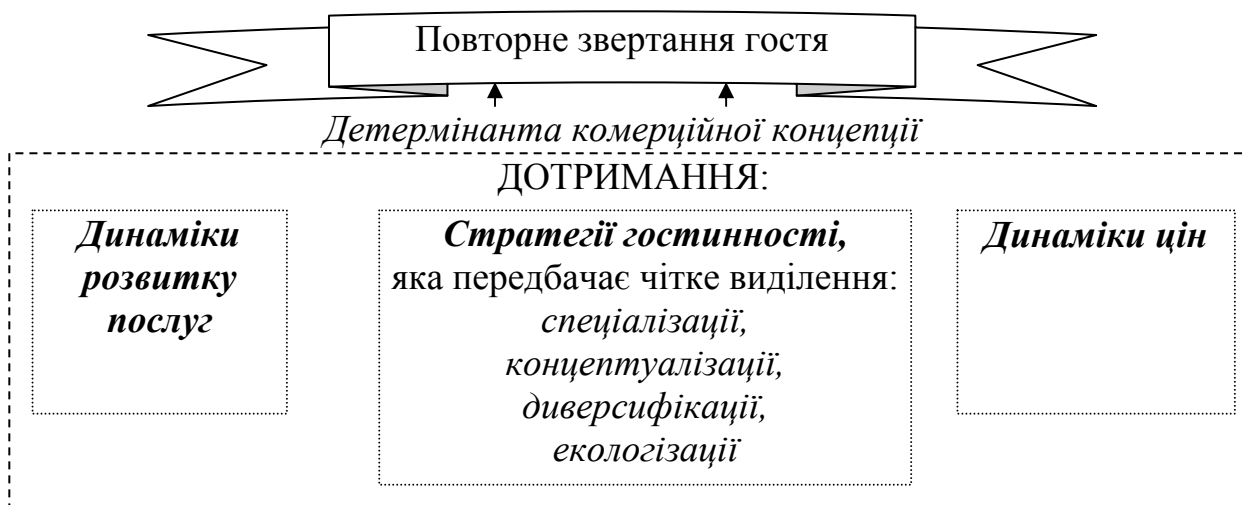 Повторне звертання гостя
Детермінанта комерційної концепції
ДОТРИМАННЯ:
Динаміки
розвитку
послуг
Стратегії гостинності,
яка передбачає чітке виділення:
спеціалізації,
концептуалізації,
диверсифікації,
екологізації
Динаміки цін